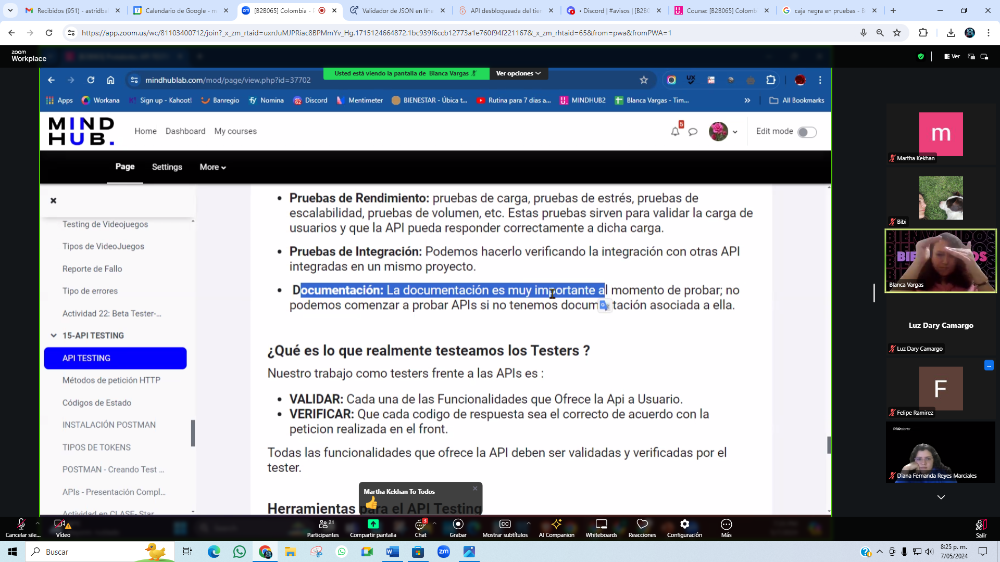 Recibidos (951) - astridba
Calendario de Google - m
[B2B065] Colombia - F
Validador de JSON en líne
API desbloqueada del tien
• Discord | #avisos | [B2B0
Course: [B2B065] Colomb
caja negra en pruebas - B
https://app.zoom.us/wc/81103400712/join?_x_zm_rtaid=uxnJuMJPRiac8BPMmYv_Hg.1715124664872.1bc939f6ccb12773a1e760f94f221167&_x_zm_rhtaid=65&from=pwa&fromPWA=1
zoom
Workplace
Ver
Usted está viendo la pantalla de Blanca Vargas
Ver opciones
mindhublab.com/mod/page/view.php?id=37702
Apps
Workana
Sign up - Kahoot!
Banregio
Nomina
Discord
Mentimeter
BIENESTAR - Úbica t...
Rutina para 7 dias a...
MINDHUB2
Blanca Vargas - Tim...
All Bookmarks
MIND
HUB.
Home
Dashboard
My courses
5
Edit mode
Page
Settings
More
Testing de Videojuegos
Tipos de VideoJuegos
Reporte de Fallo
Tipo de errores
Actividad 22: Beta Tester-...
15-API TESTING
API TESTING
Métodos de petición HTTP
Códigos de Estado
INSTALACIÓN POSTMAN
TIPOS DE TOKENS
POSTMAN - Creando Test ...
APIs - Presentación Compl...
Actividad en CLASE- Star
• Pruebas de Rendimiento: pruebas de carga, pruebas de estrés, pruebas de
escalabilidad, pruebas de volumen, etc. Estas pruebas sirven para validar la carga de
usuarios y que la API pueda responder correctamente a dicha carga.
• Pruebas de Integración: Podemos hacerlo verificando la integración con otras API
integradas en un mismo proyecto.
• Documentación: La documentación es muy importante al momento de probar; no
podemos comenzar a probar APIs si no tenemos documentación asociada a ella.
¿Qué es lo que realmente testeamos los Testers ?
Nuestro trabajo como testers frente a las APIs es :
• VALIDAR: Cada una de las Funcionalidades que Ofrece la Api a Usuario.
• VERIFICAR: Que cada codigo de respuesta sea el correcto de acuerdo con la
peticion realizada en el front.
Todas las funcionalidades que ofrece la API deben ser validadas y verificadas por el
tester.
Herramientas para el API Testing
Martha Kekhan To Todos
m
Martha Kekhan
Bibi
BIENVENIDOS
Blanca Vargas
Luz Dary Camargo
Luz Dary Camargo
F
Felipe Ramirez
PROtalento
Diana Fernanda Reyes Marciales
Cancelar sile...
Vídeo
21
Participantes
Compartir pantalla
3
Chat
Grabar
Mostrar subtítulos
AI Companion
Whiteboards
Reacciones
Configuración
Más
Salir
Buscar
8:25 p. m.
7/05/2024